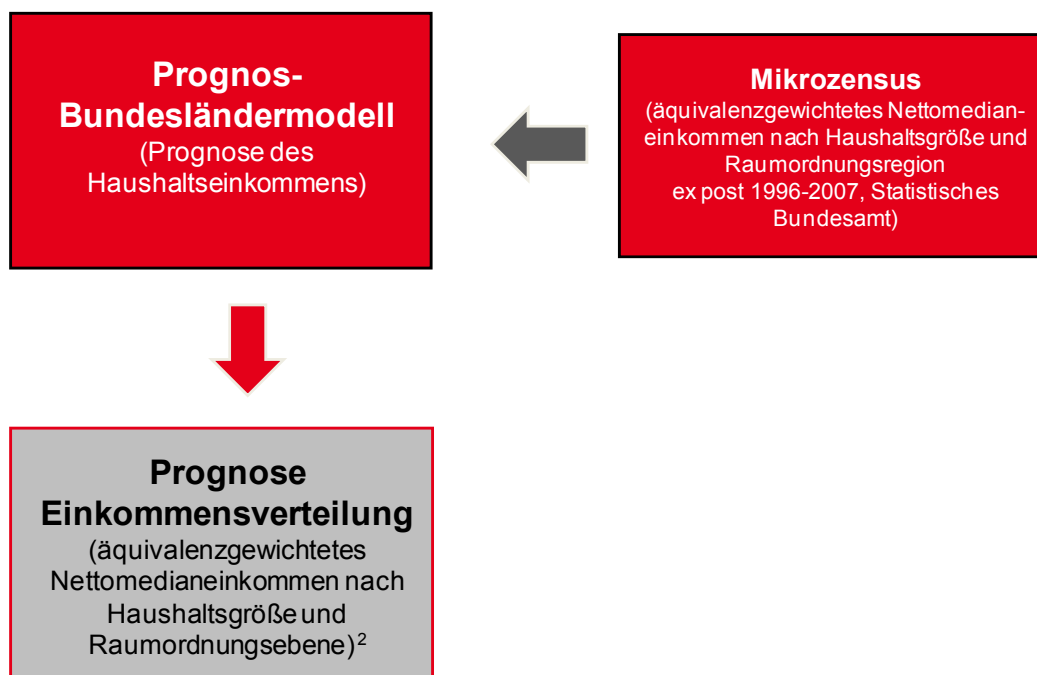 Prognos-
Bundesländermodell
(Prognose des
Haushaltseinkommens)
Mikrozensus
(äquivalenzgewichtetes Nettomedian-
einkommen nach Haushaltsgröße und
Raumordnungsregion
ex post 1996-2007, Statistisches
Bundesamt)
Prognose
Einkommensverteilung
(äquivalenzgewichtetes
Nettomedianeinkommen nach
Haushaltsgröße und
Raumordnungsebene)²